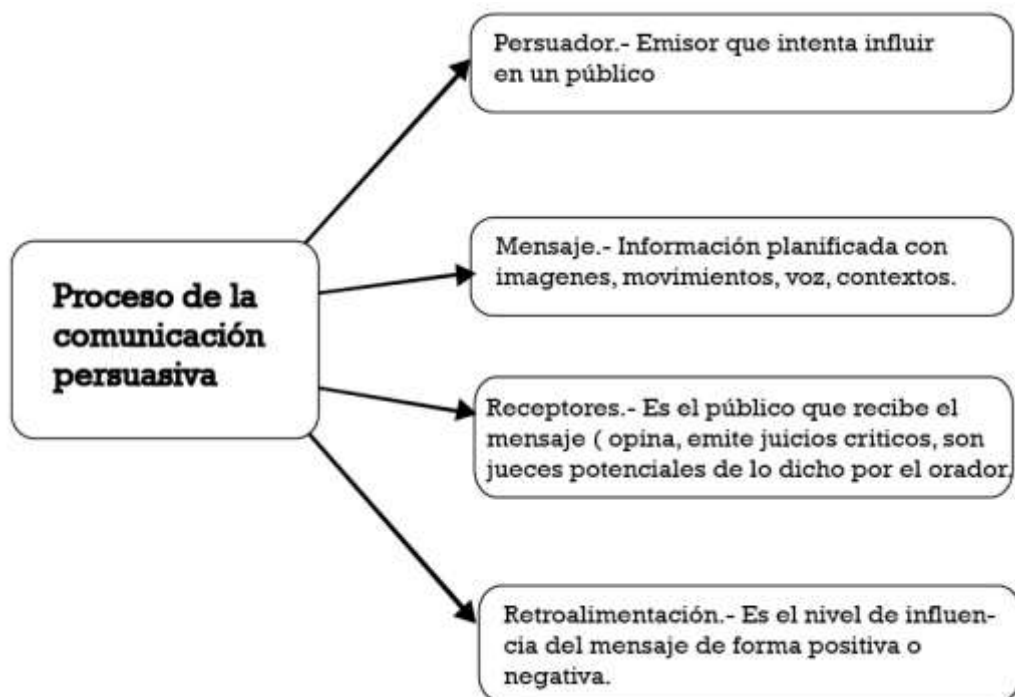 Persuador.- Emisor que intenta influir
en un público
Mensaje.- Información planificada con
imagenes, movimientos, voz, contextos.
Proceso de la
comunicación
persuasiva
Receptores.- Es el público que recibe el
mensaje ( opina, emite juicios criticos, son
jueces potenciales de lo dicho por el orador.
Retroalimentación.- Es el nivel de influen-
cia del mensaje de forma positiva o
negativa.